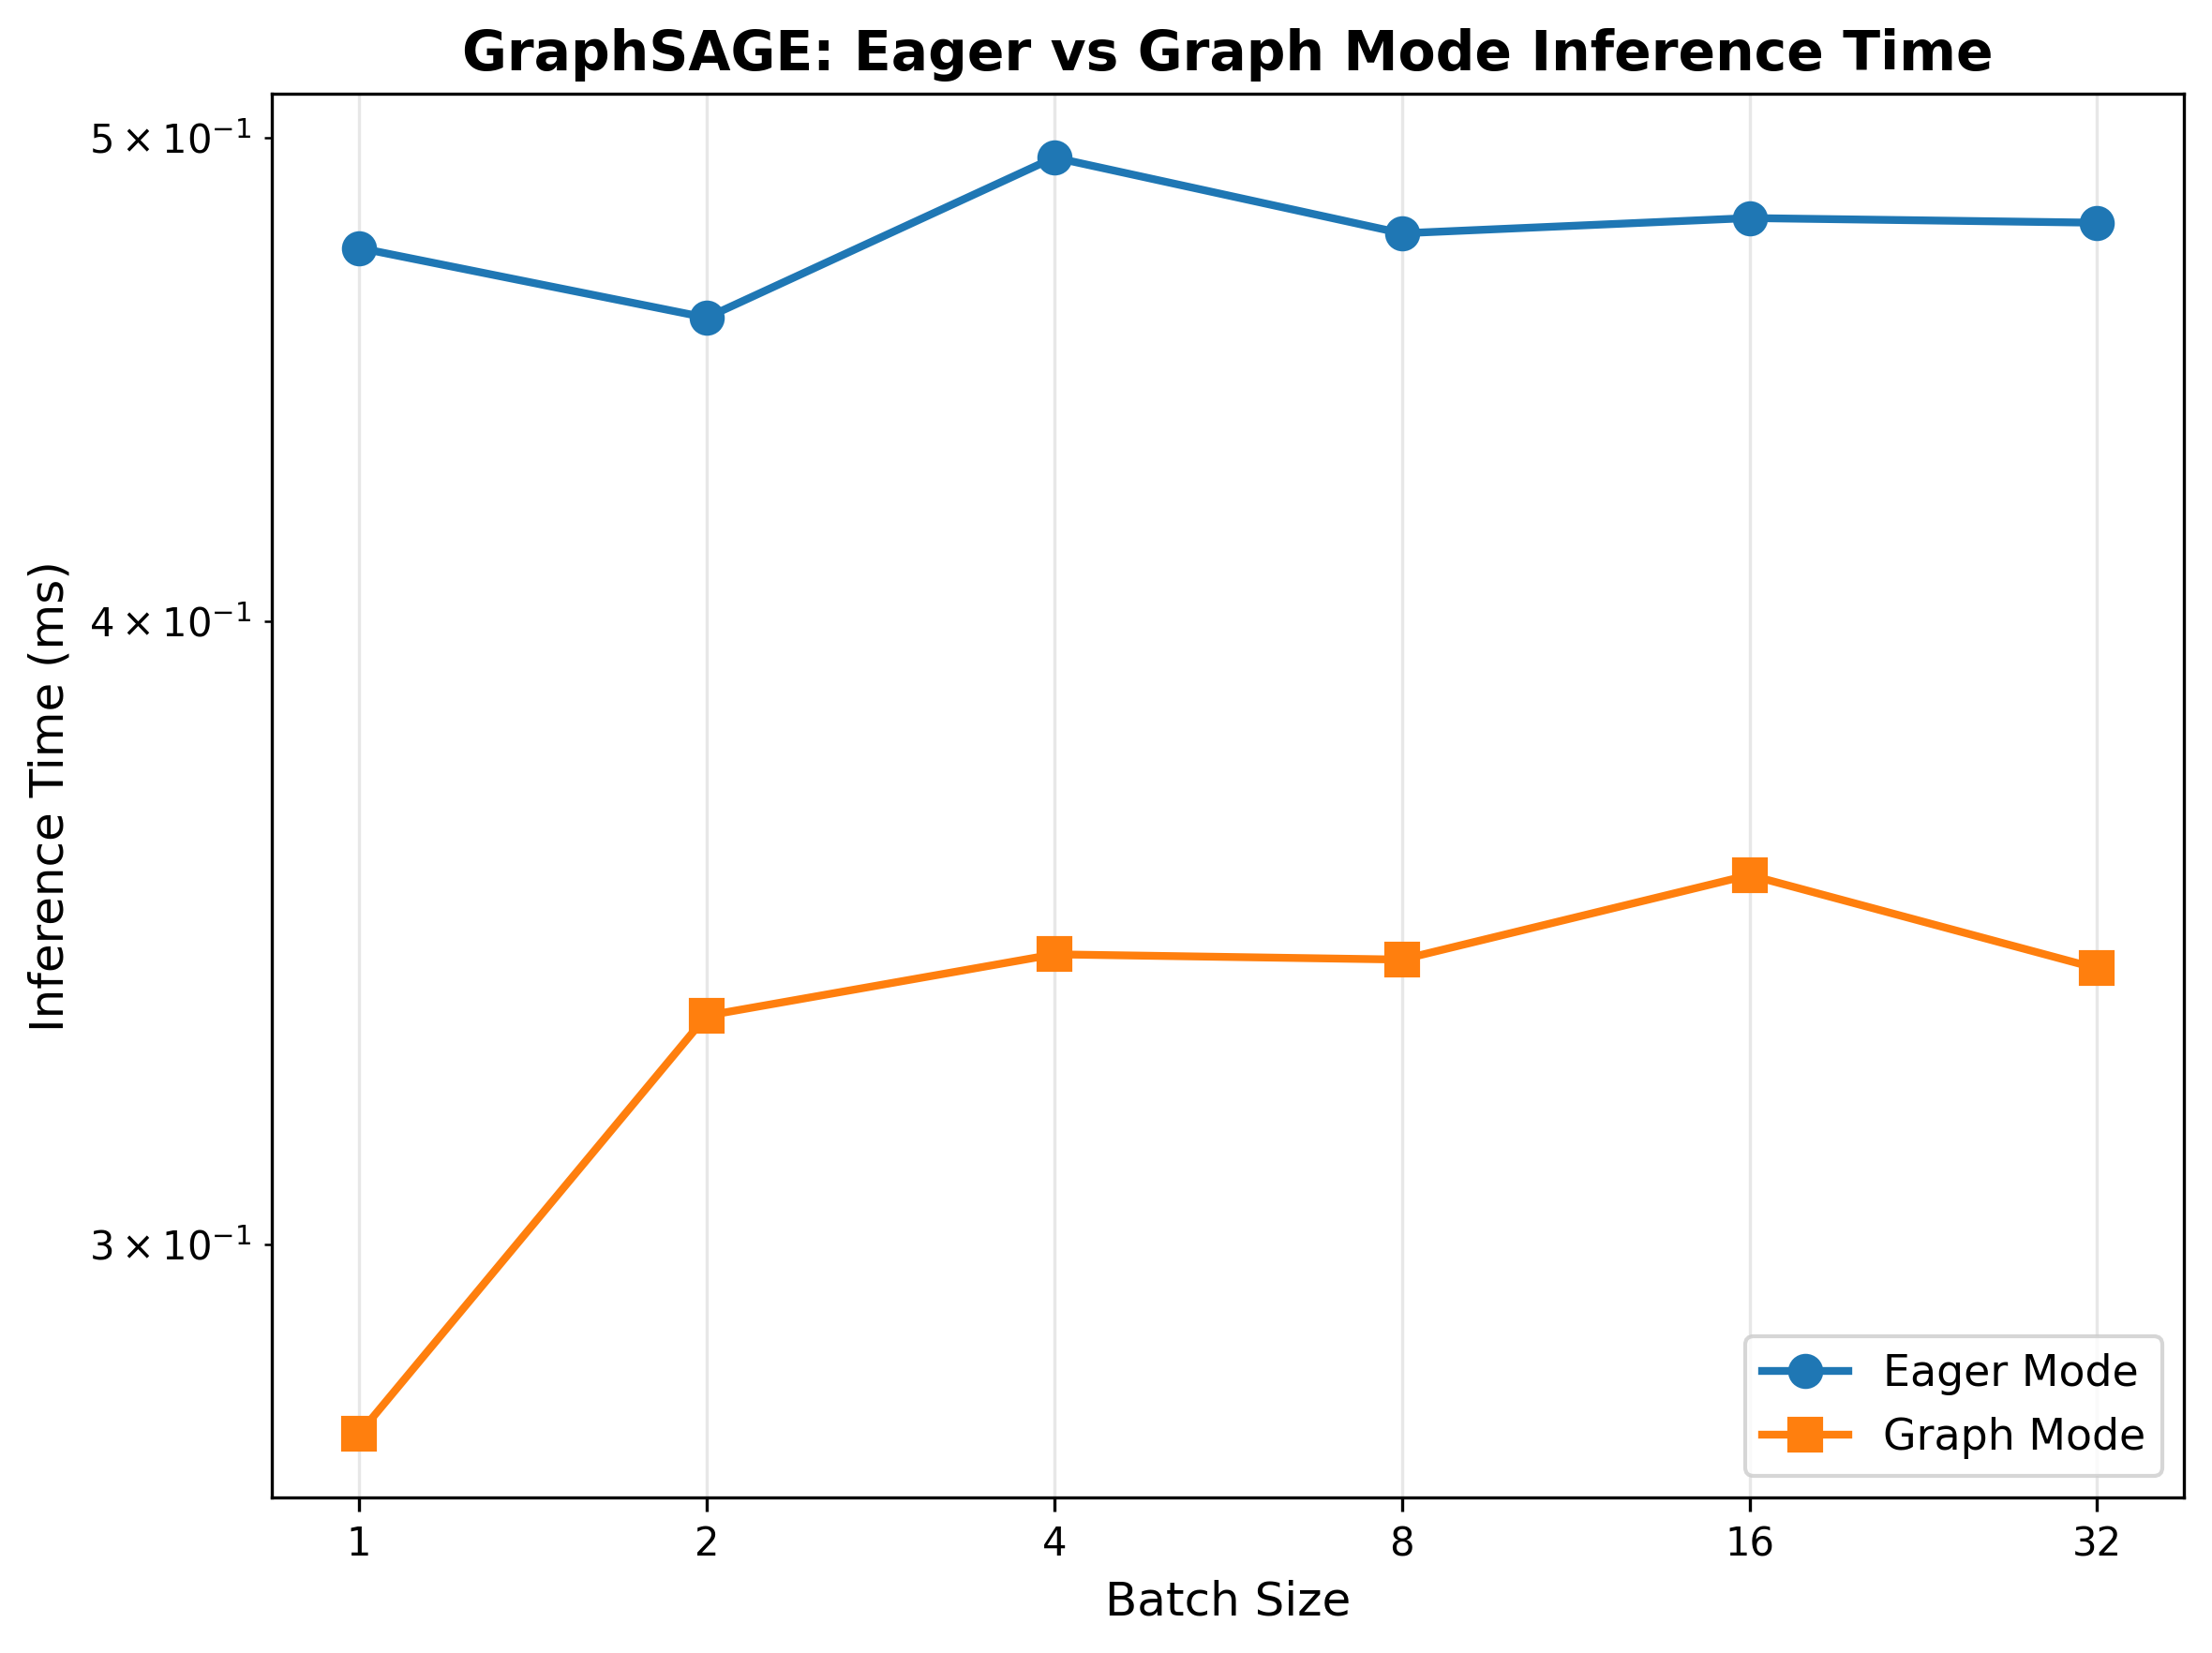 GraphSAGE: Eager vs Graph Mode Inference Time
Inference Time (ms)
5 × 10⁻¹
4 × 10⁻¹
3 × 10⁻¹
Eager Mode
Graph Mode
1 2 4 8 16 32
Batch Size